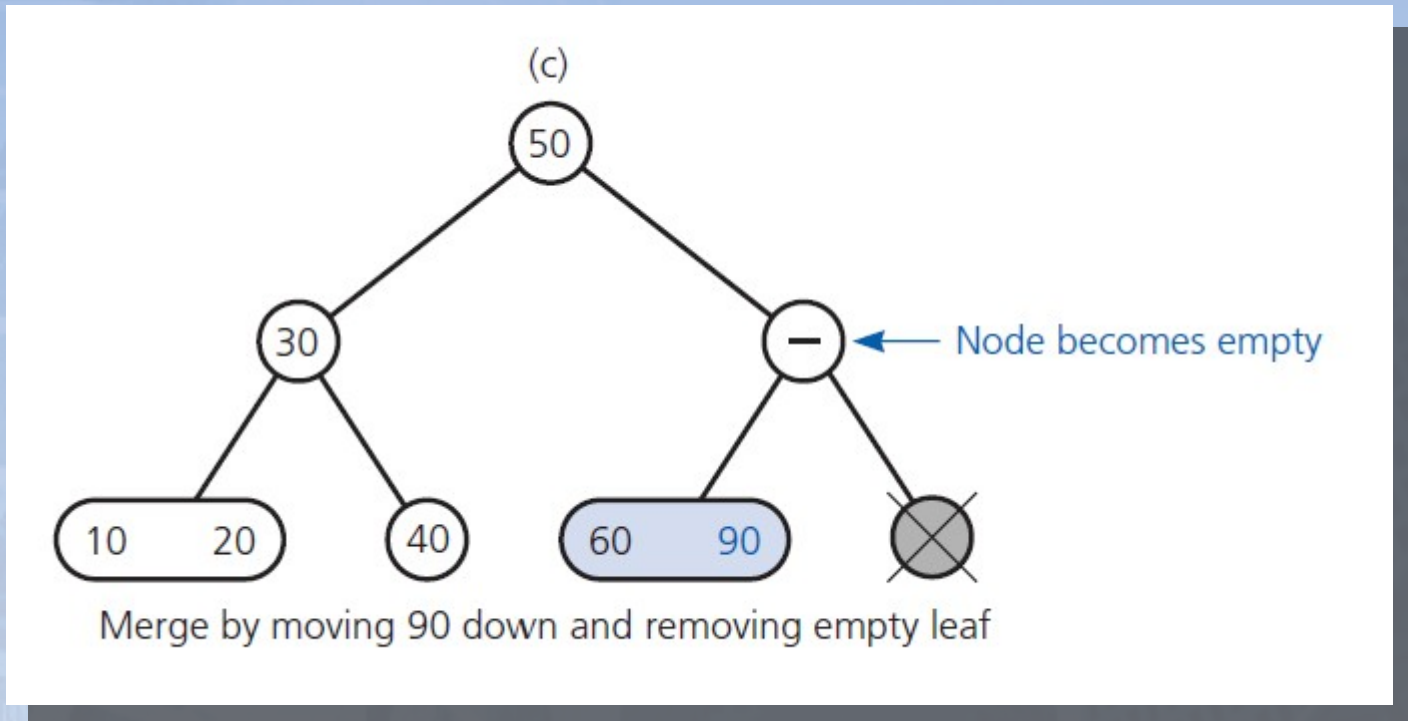 (c)
50
30
– Node becomes empty
10 20 40 60 90
Merge by moving 90 down and removing empty leaf